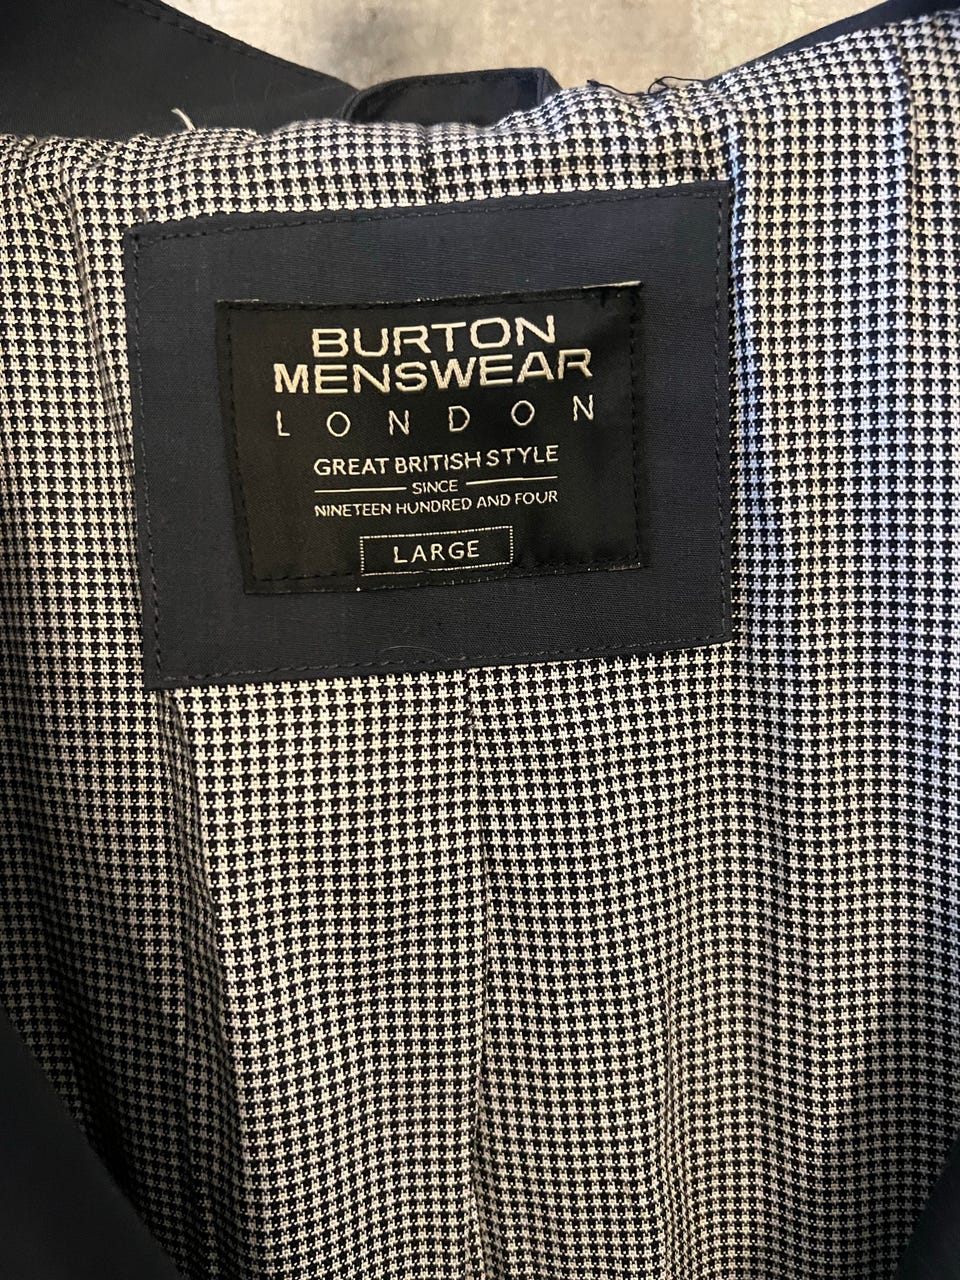 BURTON
MENSWEAR
LONDON
GREAT BRITISH STYLE
SINCE
NINETEEN HUNDRED AND FOUR
LARGE